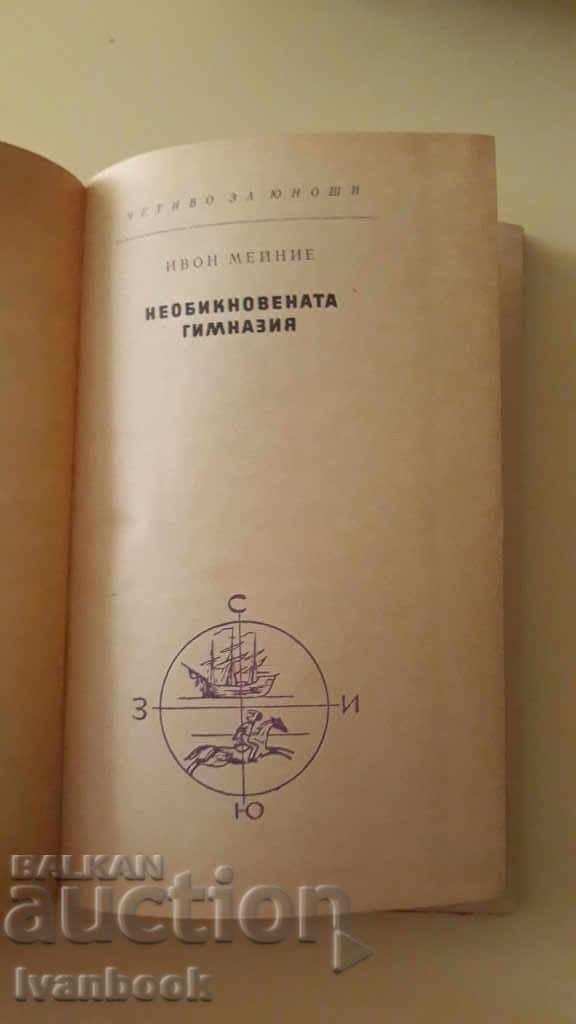 ЧЕТИВО ЗА ЮНОШИ
ИВОН МЕЙНИЕ
НЕОБИКНОВЕНАТА
ГИМНАЗИЯ
С
З
И
Ю
BALKAN
auction
Ivanbook